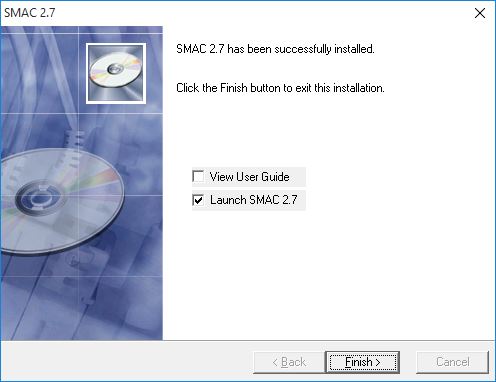 SMAC 2.7
SMAC 2.7 has been successfully installed.
Click the Finish button to exit this installation.
View User Guide
Launch SMAC 2.7
< Back
Finish >
Cancel